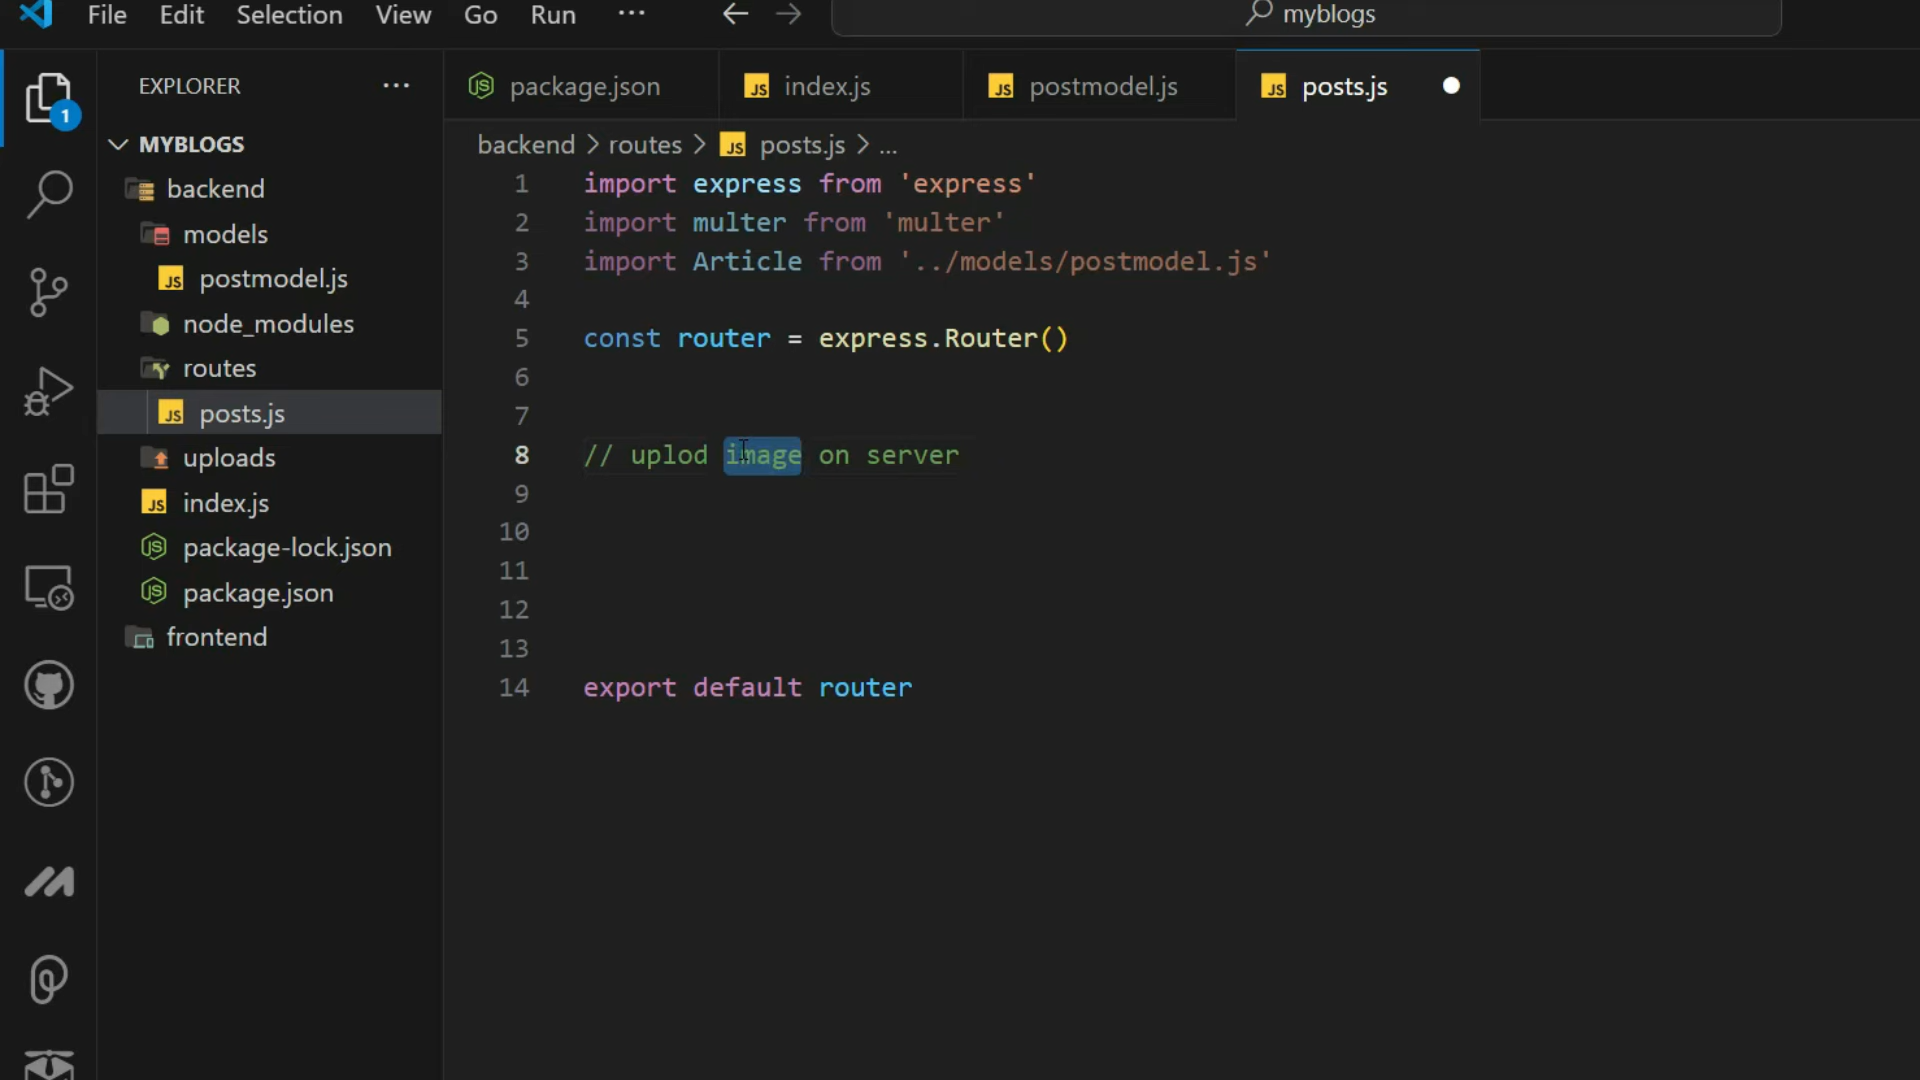 File Edit Selection View Go Run ... myblogs
EXPLORER ...
package.json index.js postmodel.js posts.js
1
MYBLOGS
backend
models
postmodel.js
node_modules
routes
posts.js
uploads
index.js
package-lock.json
package.json
frontend
backend > routes > JS posts.js > ...
1 import express from 'express'
2 import multer from 'multer'
3 import Article from '../models/postmodel.js'
4
5 const router = express.Router()
6
7
8 // uplod image on server
9
10
11
12
13
14 export default router